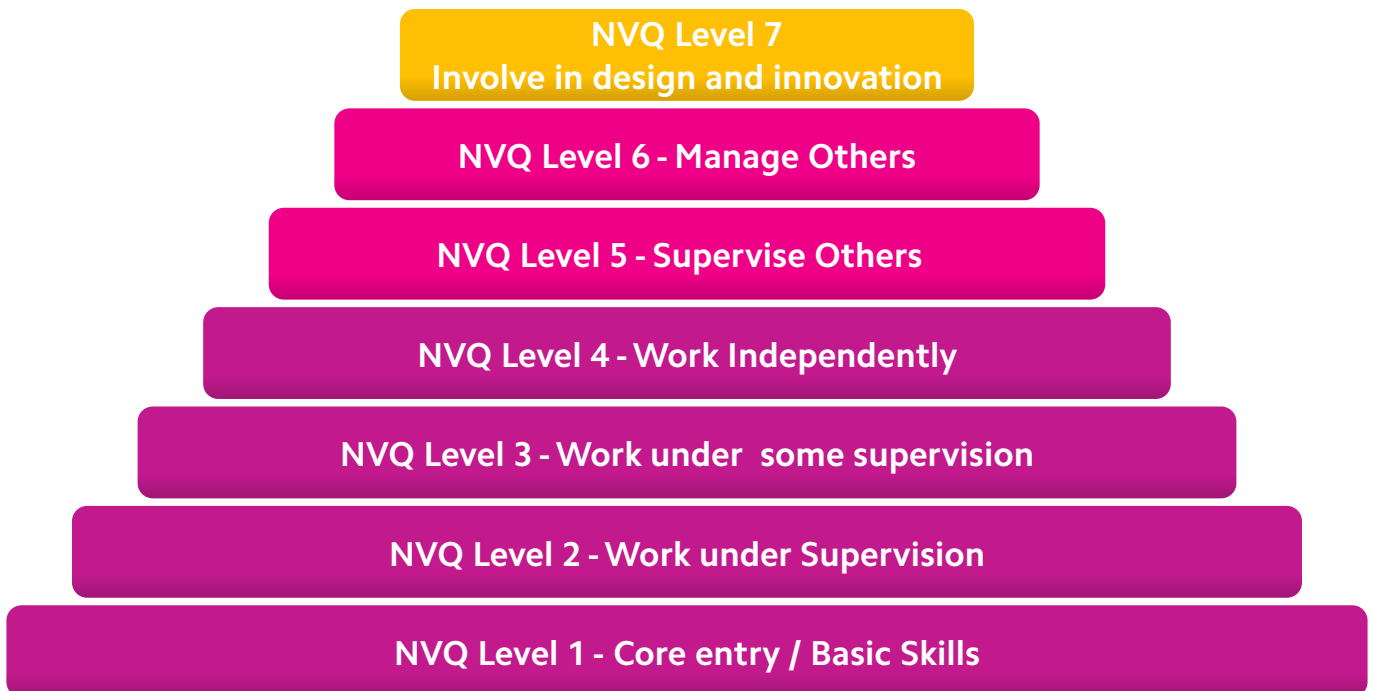 NVQ Level 7
Involve in design and innovation
NVQ Level 6 - Manage Others
NVQ Level 5 - Supervise Others
NVQ Level 4 - Work Independently
NVQ Level 3 - Work under  some supervision
NVQ Level 2 - Work under Supervision
NVQ Level 1 - Core entry / Basic Skills